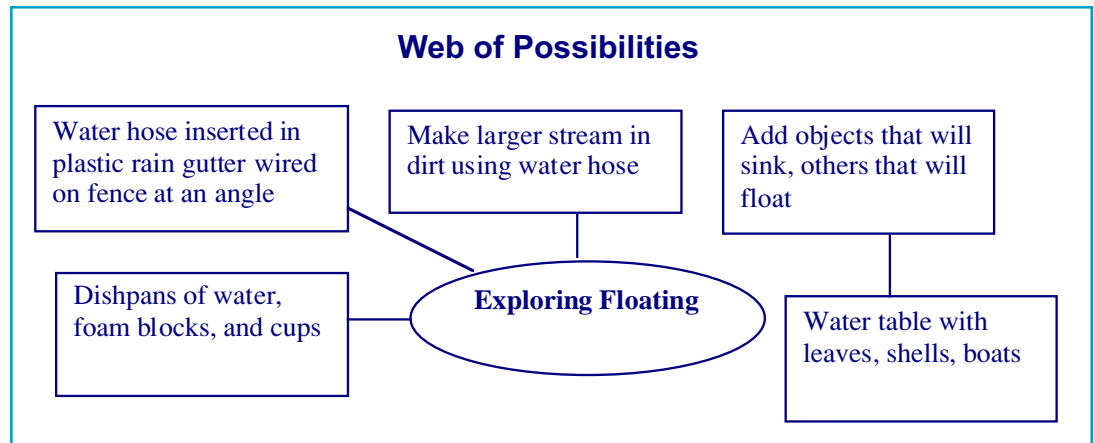 Web of Possibilities
Water hose inserted in
plastic rain gutter wired
on fence at an angle
Make larger stream in
dirt using water hose
Add objects that will
sink, others that will
float
Dishpans of water,
foam blocks, and cups
Exploring Floating
Water table with
leaves, shells, boats